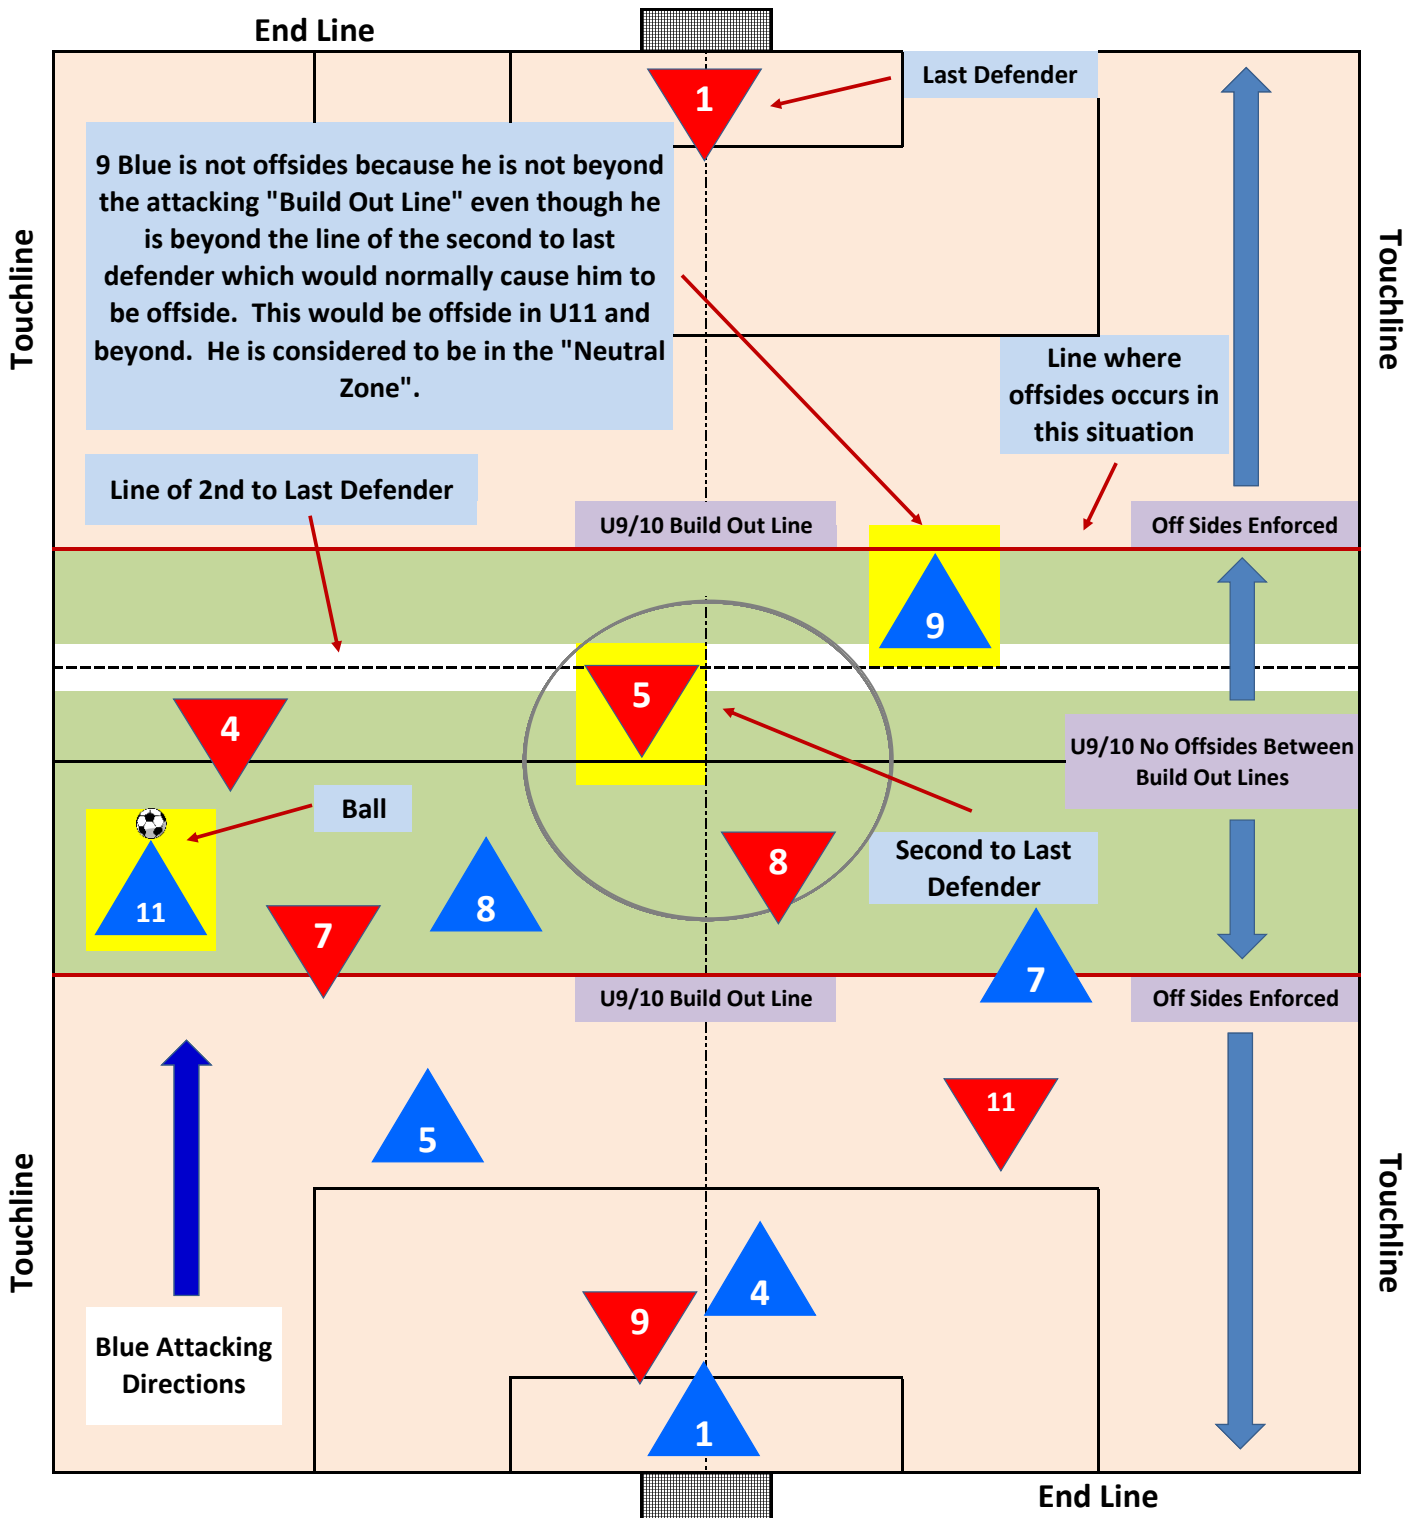 End Line
1
Last Defender
9 Blue is not offsides because he is not beyond
the attacking "Build Out Line" even though he
is beyond the line of the second to last
defender which would normally cause him to
be offside.  This would be offside in U11 and
beyond.  He is considered to be in the "Neutral
Zone".
Touchline
Touchline
Line where
offsides occurs in
this situation
Line of 2nd to Last Defender
U9/10 Build Out Line
Off Sides Enforced
9
5
4
U9/10 No Offsides Between
Build Out Lines
Ball
8
Second to Last
Defender
11
8
7
7
U9/10 Build Out Line
Off Sides Enforced
11
5
Touchline
Touchline
4
9
Blue Attacking
Directions
1
End Line